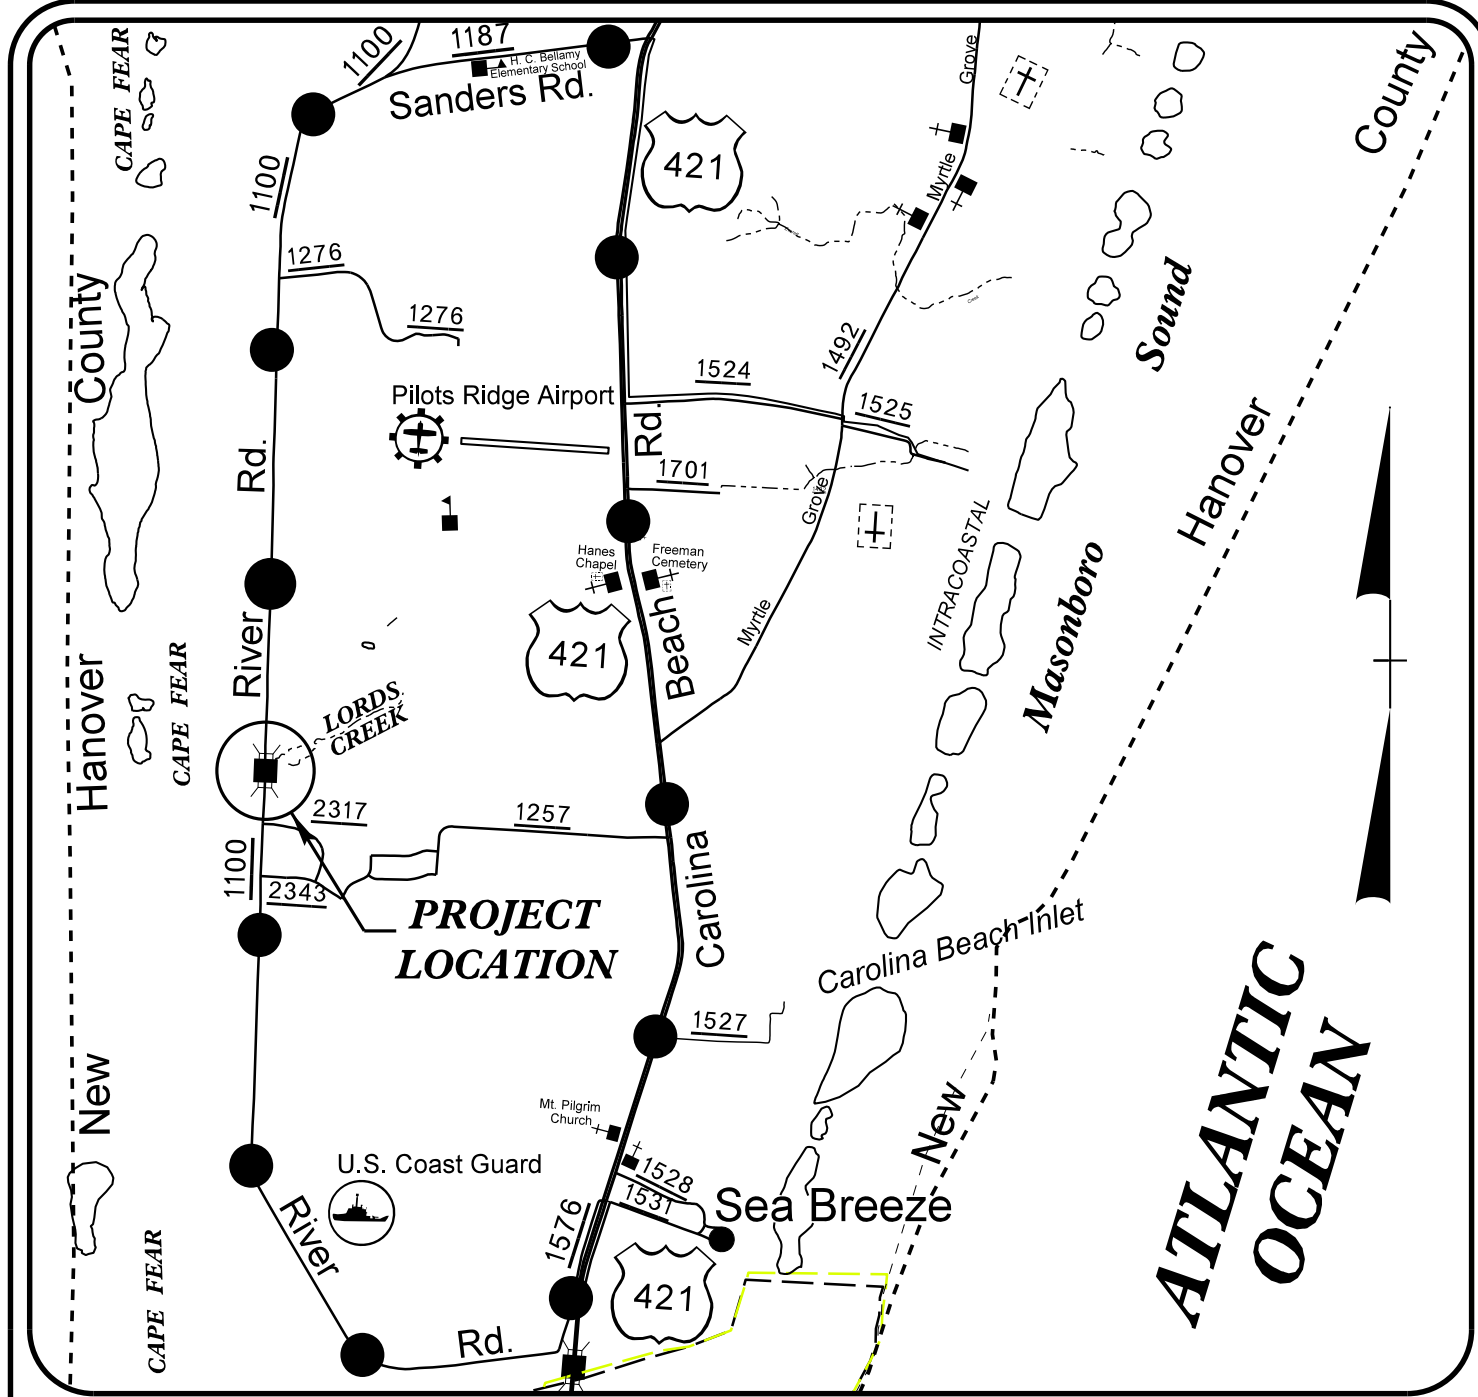 CAPE FEAR
1100
1187
H. C. Bellamy
Elementary School
Sanders Rd.
Grove
County
421
1100
Myrtle
1276
1276
County
Sound
1492
1524
1525
Pilots Ridge Airport
Rd.
Rd.
1701
Grove
Hanover
INTRACOASTAL
Hanes
Chapel
Freeman
Cemetery
Masonboro
421
Beach
Myrtle
River
Hanover
CAPE FEAR
LORDS
CREEK
2317
1257
1100
2343
Carolina
PROJECT
LOCATION
Carolina Beach Inlet
1527
ATLANTIC
OCEAN
New
New
Mt. Pilgrim
Church
U.S. Coast Guard
1528
1531
Sea Breeze
1576
River
421
CAPE FEAR
Rd.